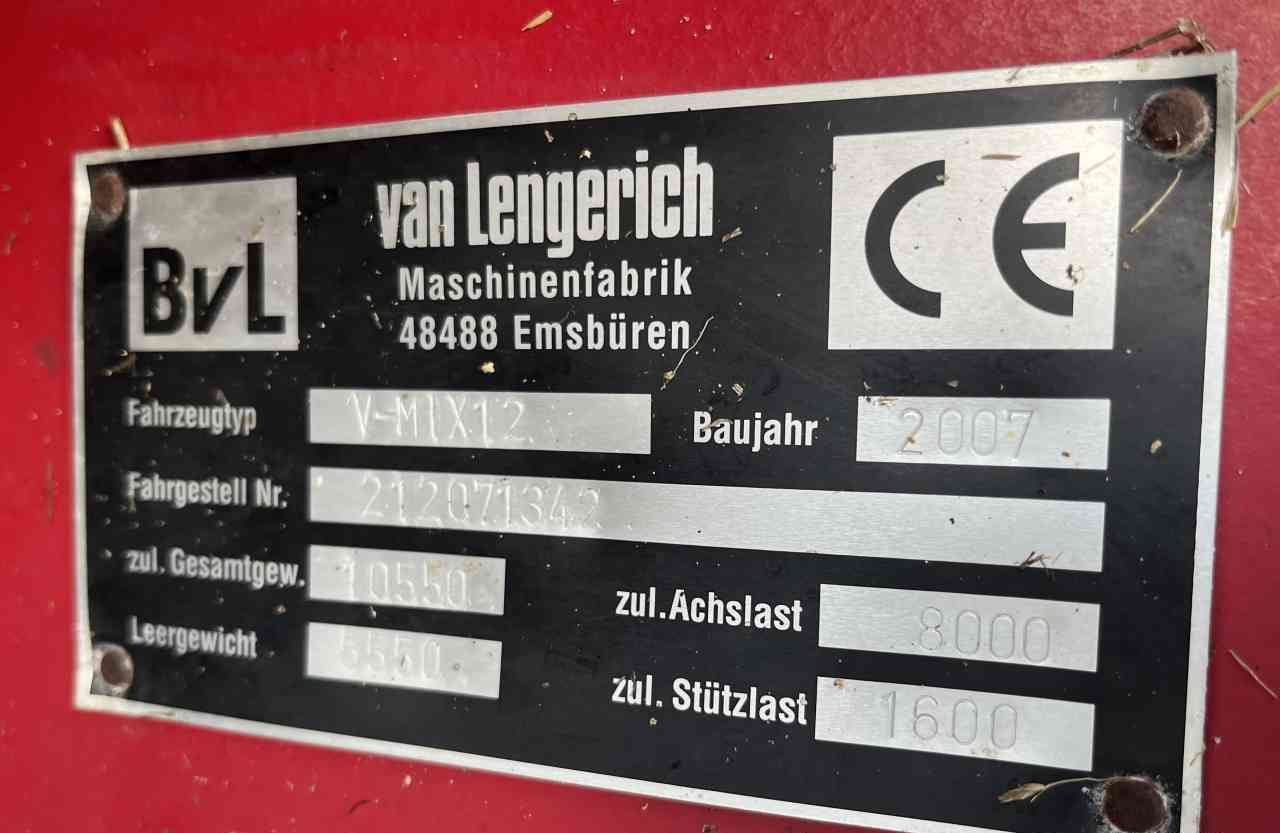 BvL
van Lengerich
Maschinenfabrik
48488 Emsbüren
CE
Fahrzeugtyp V-MIX12 Baujahr 2007
Fahrgestell Nr. 212071342
zul. Gesamtgew. 10550 zul. Achslast 8000
Leergewicht 5550 zul. Stützlast 1600